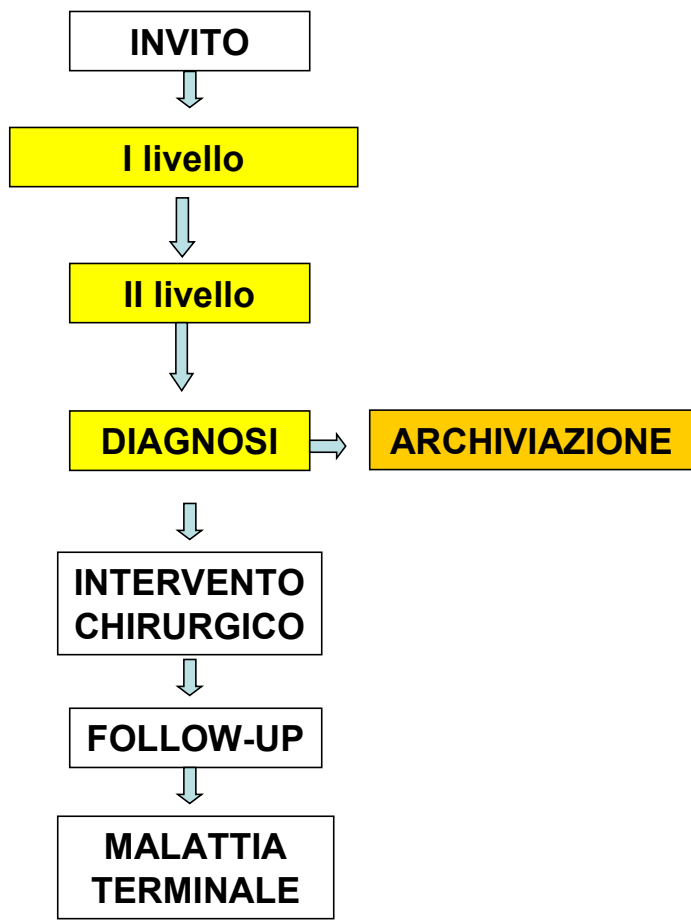 INVITO
I livello
II livello
DIAGNOSI
ARCHIVIAZIONE
INTERVENTO
CHIRURGICO
FOLLOW-UP
MALATTIA
TERMINALE